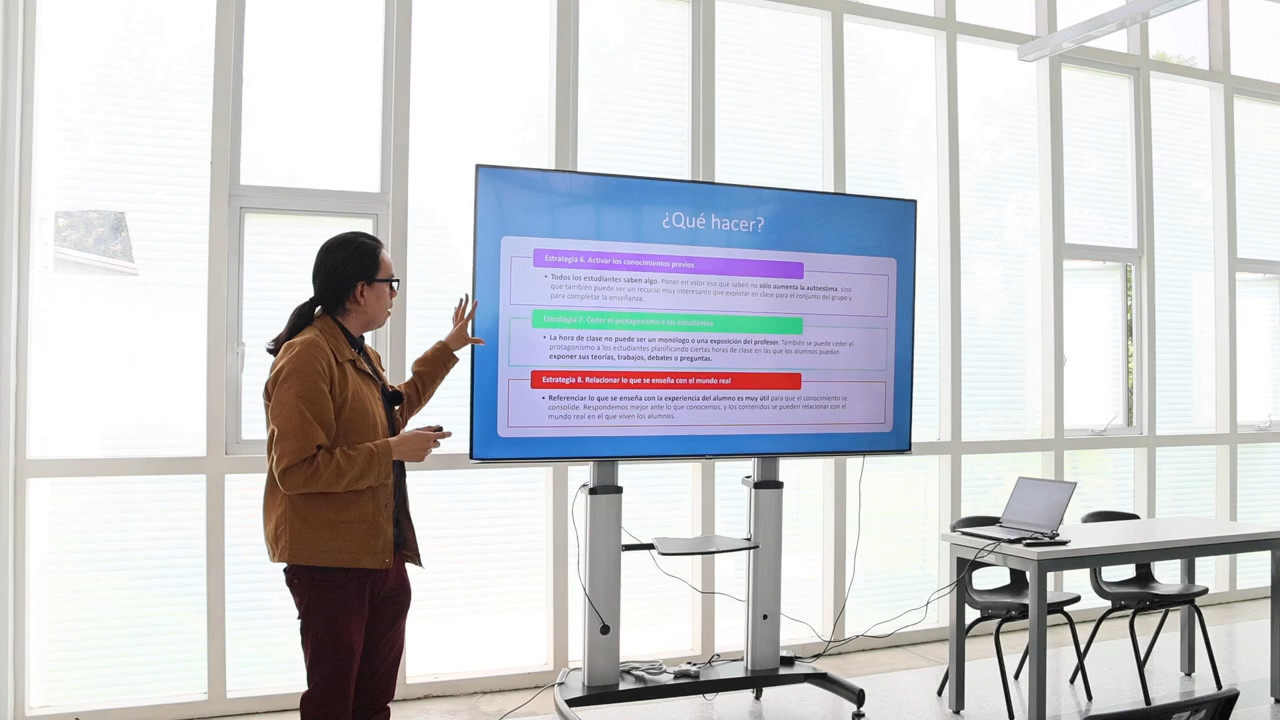 ¿Qué hacer?
Estrategia 6. Activar los conocimientos previos
• Todos los estudiantes saben algo. Poner en valor eso que saben no sólo aumenta la autoestima, sino
que también puede ser un recurso muy interesante que explotar en clase para el conjunto del grupo y
para completar la enseñanza.
Estrategia 7. Ceder el protagonismo a los estudiantes
• La hora de clase no puede ser un monólogo o una exposición del profesor. También se puede ceder el
protagonismo a los estudiantes planificando ciertas horas de clase en las que los alumnos puedan
exponer sus teorías, trabajos, debates o preguntas.
Estrategia 8. Relacionar lo que se enseña con el mundo real
• Referenciar lo que se enseña con la experiencia del alumno es muy útil para que el conocimiento se
consolide. Respondemos mejor ante lo que conocemos, y los contenidos se pueden relacionar con el
mundo real en el que viven los alumnos.